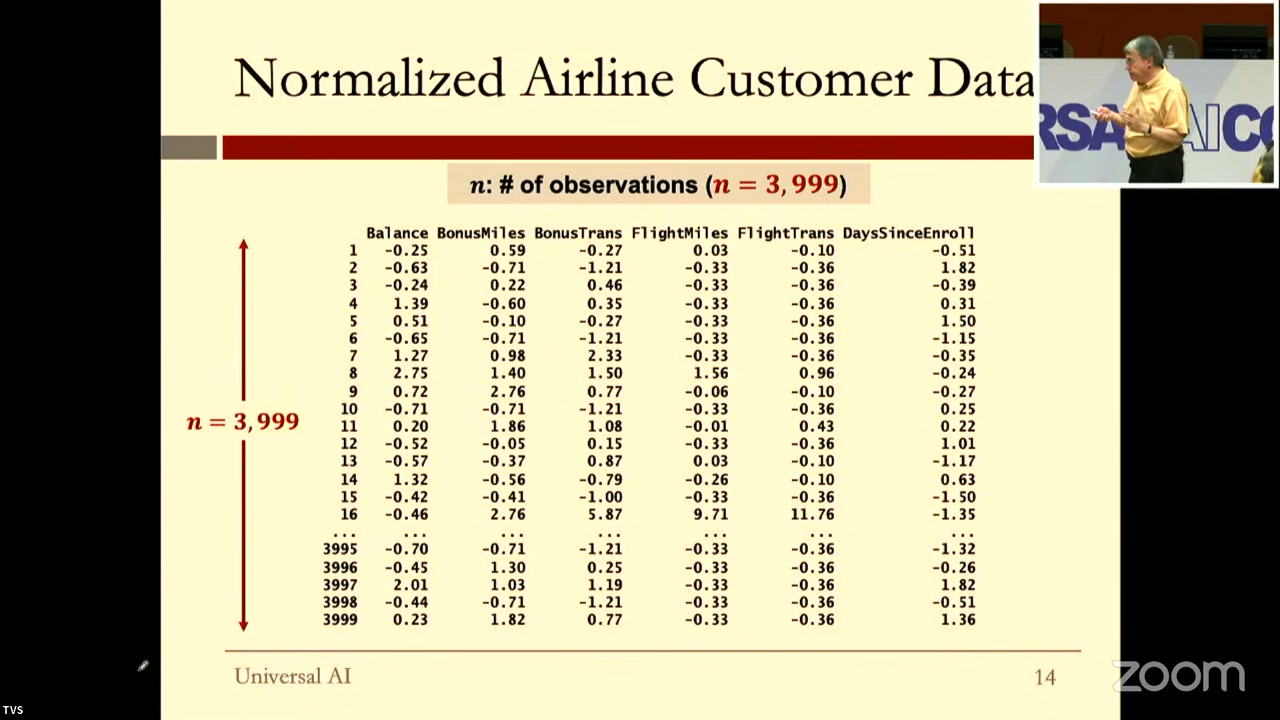 Normalized Airline Customer Data
RSA AI CO
n: # of observations (n = 3,999)
Balance BonusMiles BonusTrans FlightMiles FlightTrans DaysSinceEnroll
1 -0.25 0.59 -0.27 0.03 -0.10 -0.51
2 -0.63 -0.71 -1.21 -0.33 -0.36 1.82
3 -0.24 0.22 0.46 -0.33 -0.36 -0.39
4 1.39 -0.60 0.35 -0.33 -0.36 0.31
5 0.51 -0.10 -0.27 -0.33 -0.36 1.50
6 -0.65 -0.71 -1.21 -0.33 -0.36 -1.15
7 1.27 0.98 2.33 -0.33 -0.36 -0.35
8 2.75 1.40 1.50 1.56 0.96 -0.24
9 0.72 2.76 0.77 -0.06 -0.10 -0.27
10 -0.71 -0.71 -1.21 -0.33 -0.36 0.25
11 0.20 1.86 1.08 -0.01 0.43 0.22
12 -0.52 -0.05 0.15 -0.33 -0.36 1.01
13 -0.57 -0.37 0.87 0.03 -0.10 -1.17
14 1.32 -0.56 -0.79 -0.26 -0.10 0.63
15 -0.42 -0.41 -1.00 -0.33 -0.36 -1.50
16 -0.46 2.76 5.87 9.71 11.76 -1.35
... ... ... ... ... ... ...
3995 -0.70 -0.71 -1.21 -0.33 -0.36 -1.32
3996 -0.45 1.30 0.25 -0.33 -0.36 -0.26
3997 2.01 1.03 1.19 -0.33 -0.36 1.82
3998 -0.44 -0.71 -1.21 -0.33 -0.36 -0.51
3999 0.23 1.82 0.77 -0.33 -0.36 1.36
n = 3,999
Universal AI
14
zoom
TVS